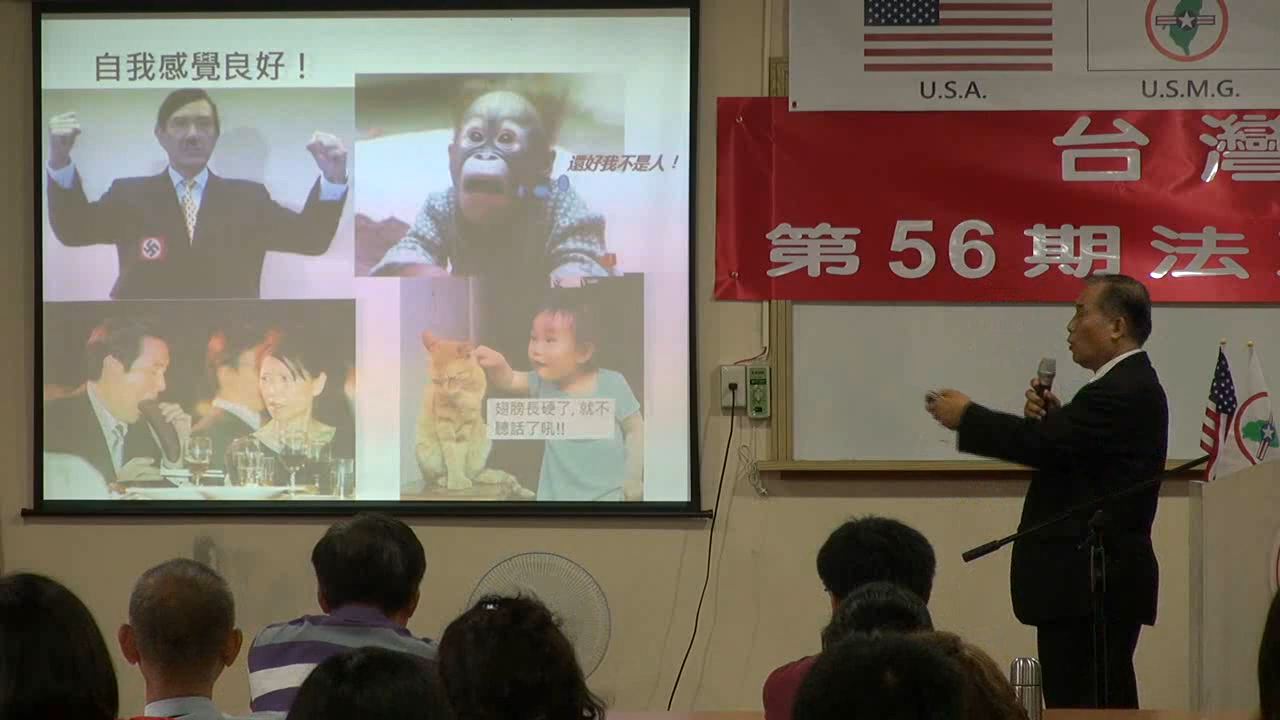 自我感覺良好！
還好我不是人！
翅膀長硬了,就不
聽話了吼!!
U.S.A.
U.S.M.G.
台灣
第56期法